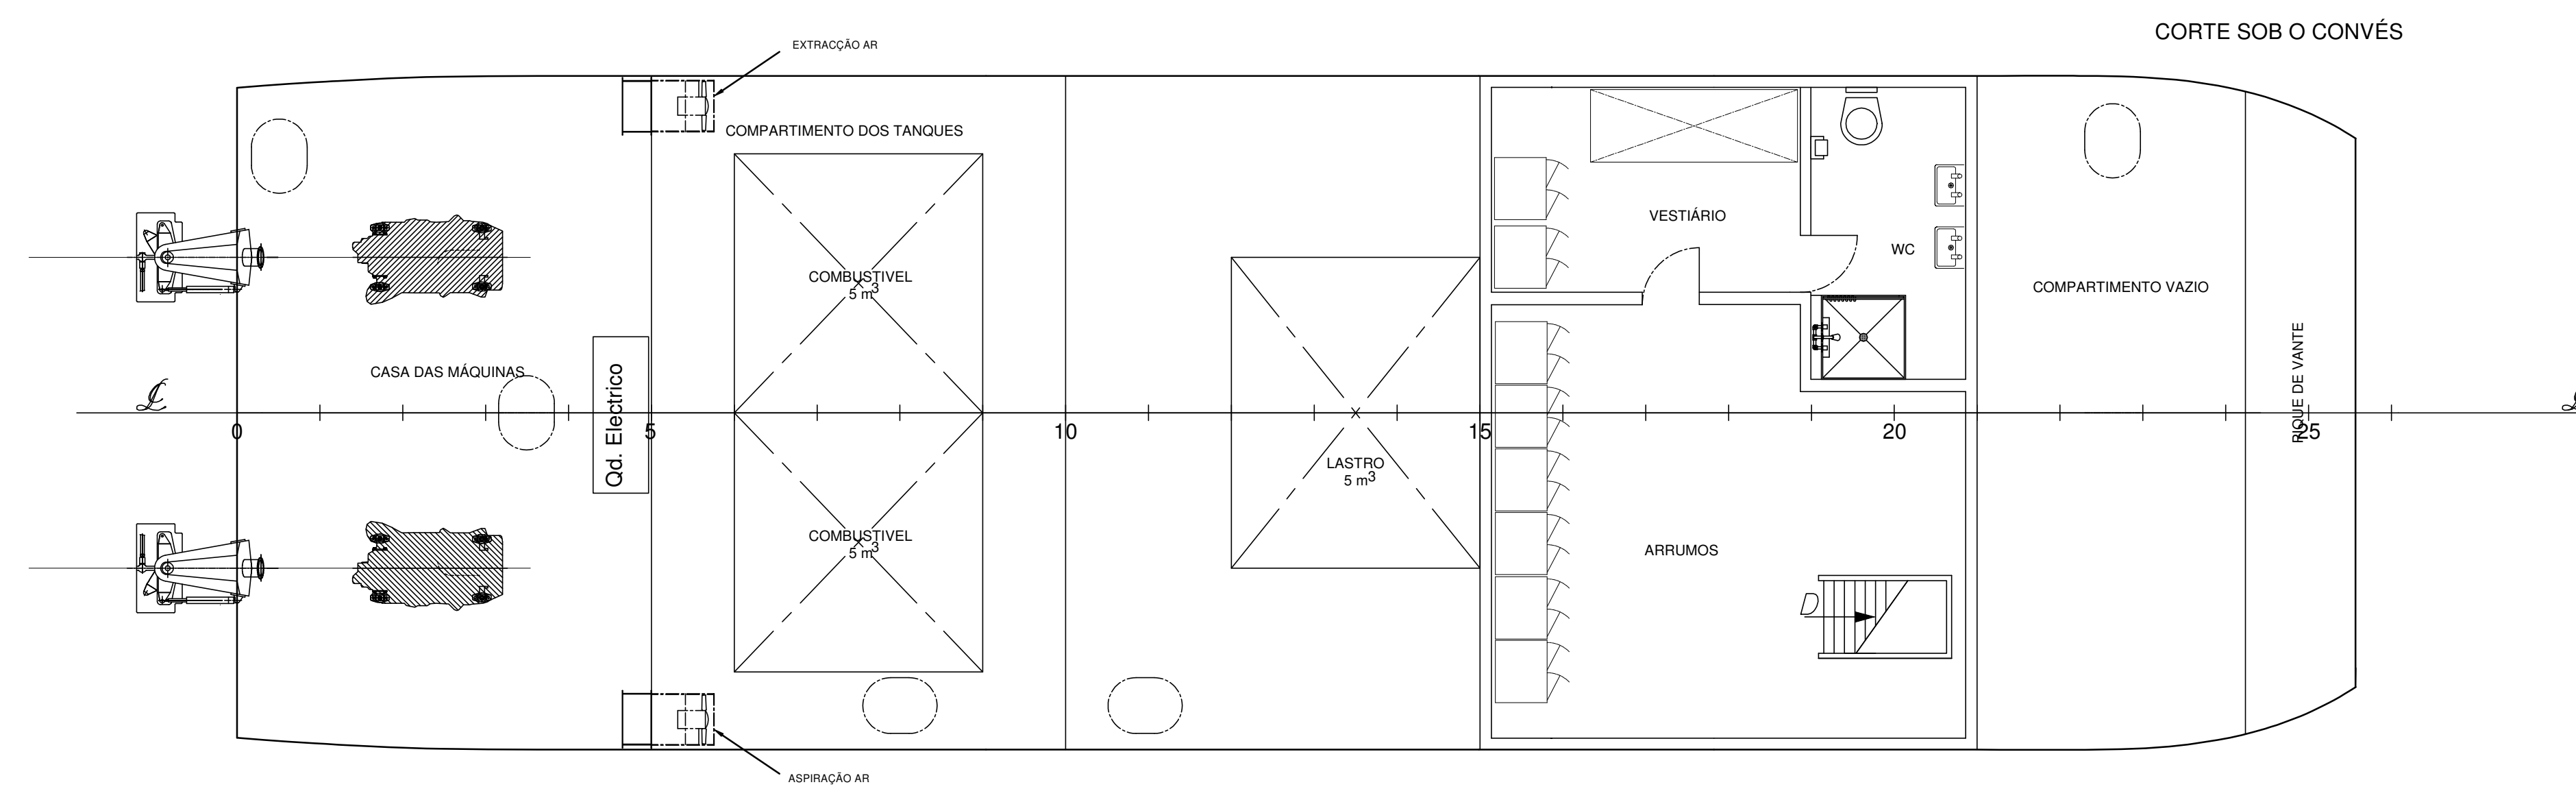 CORTE SOB O CONVÉS
EXTRACÇÃO AR
COMPARTIMENTO DOS TANQUES
VESTIÁRIO
WC
COMBUSTIVEL
5 m3
COMPARTIMENTO VAZIO
CASA DAS MÁQUINAS
Qd. Electrico
PIQUE DE VANTE
0
5
10
15
20
25
LASTRO
5 m3
COMBUSTIVEL
5 m3
ARRUMOS
D
ASPIRAÇÃO AR